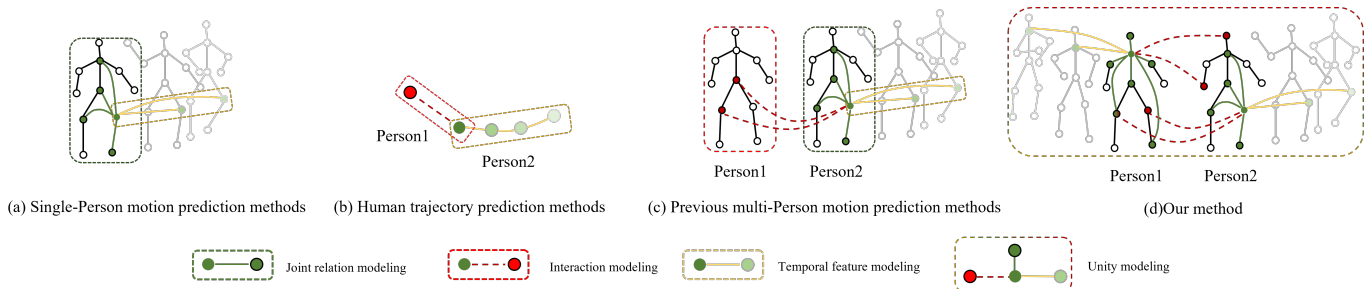 Person1
Person2
Person1
Person2
Person1
Person2
(a) Single-Person motion prediction methods
(b) Human trajectory prediction methods
(c) Previous multi-Person motion prediction methods
(d)Our method
Joint relation modeling
Interaction modeling
Temporal feature modeling
Unity modeling